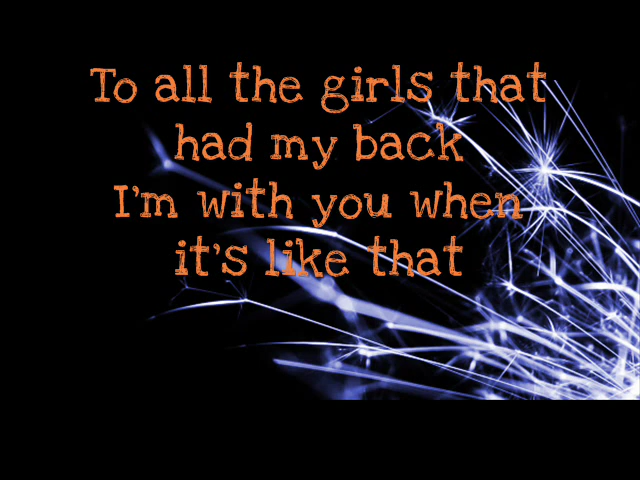 To all the girls that
had my back
I'm with you when
it's like that